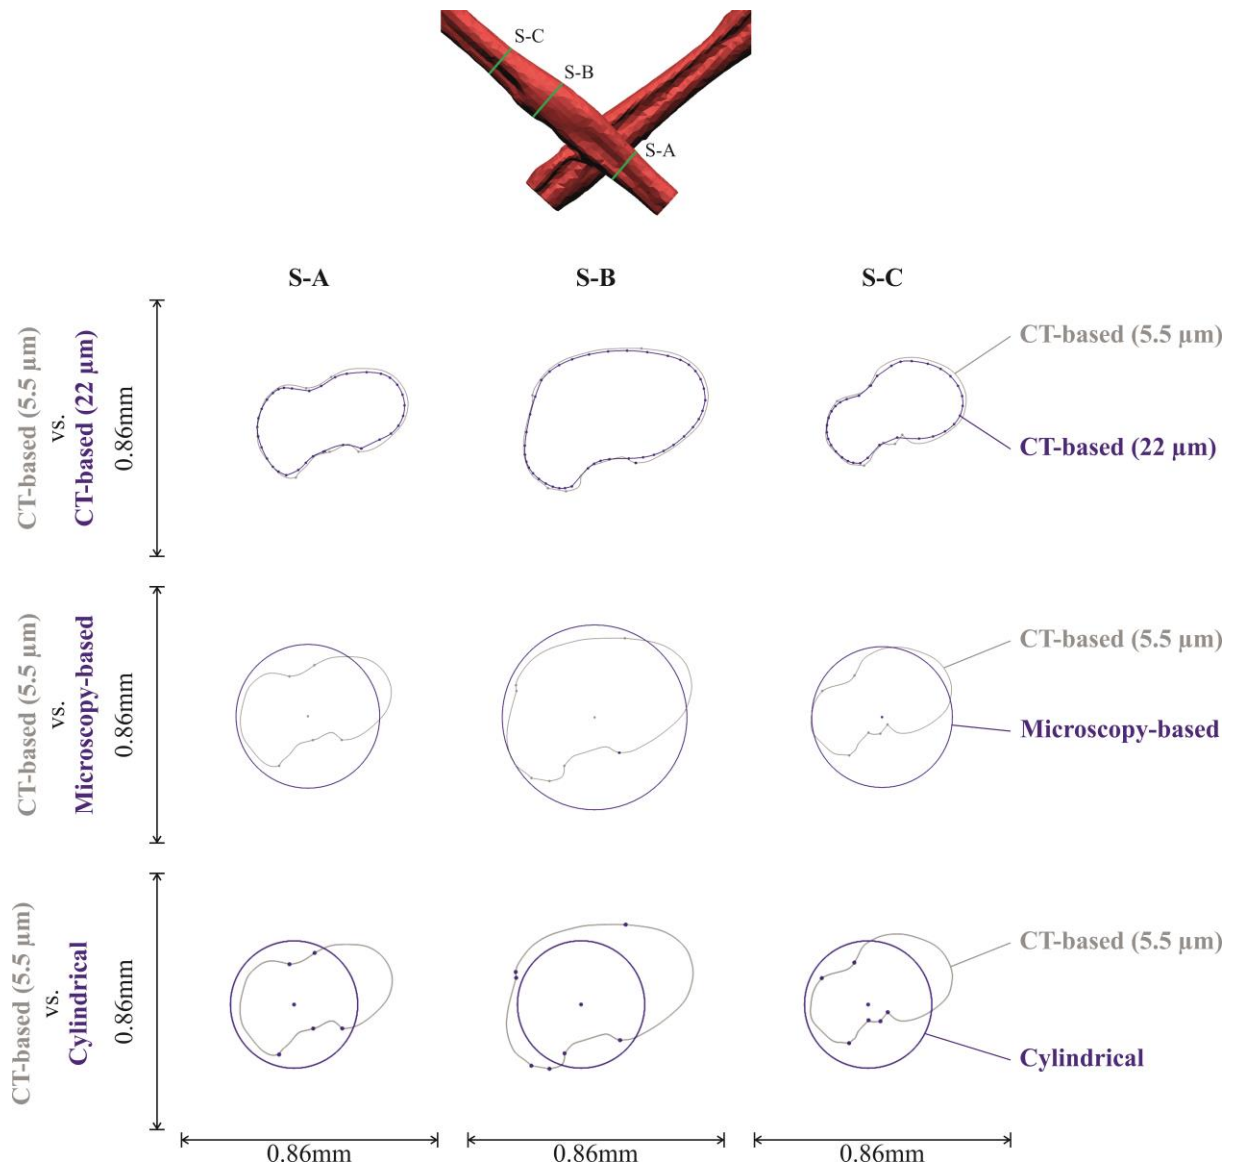 S-C
S-B
S-A
S-A
S-B
S-C
CT-based (5.5 µm)
vs.
CT-based (22 µm)
0.86mm
CT-based (5.5 µm)
CT-based (22 µm)
CT-based (5.5 µm)
vs.
Microscopy-based
0.86mm
CT-based (5.5 µm)
Microscopy-based
CT-based (5.5 µm)
vs.
Cylindrical
0.86mm
CT-based (5.5 µm)
Cylindrical
0.86mm
0.86mm
0.86mm